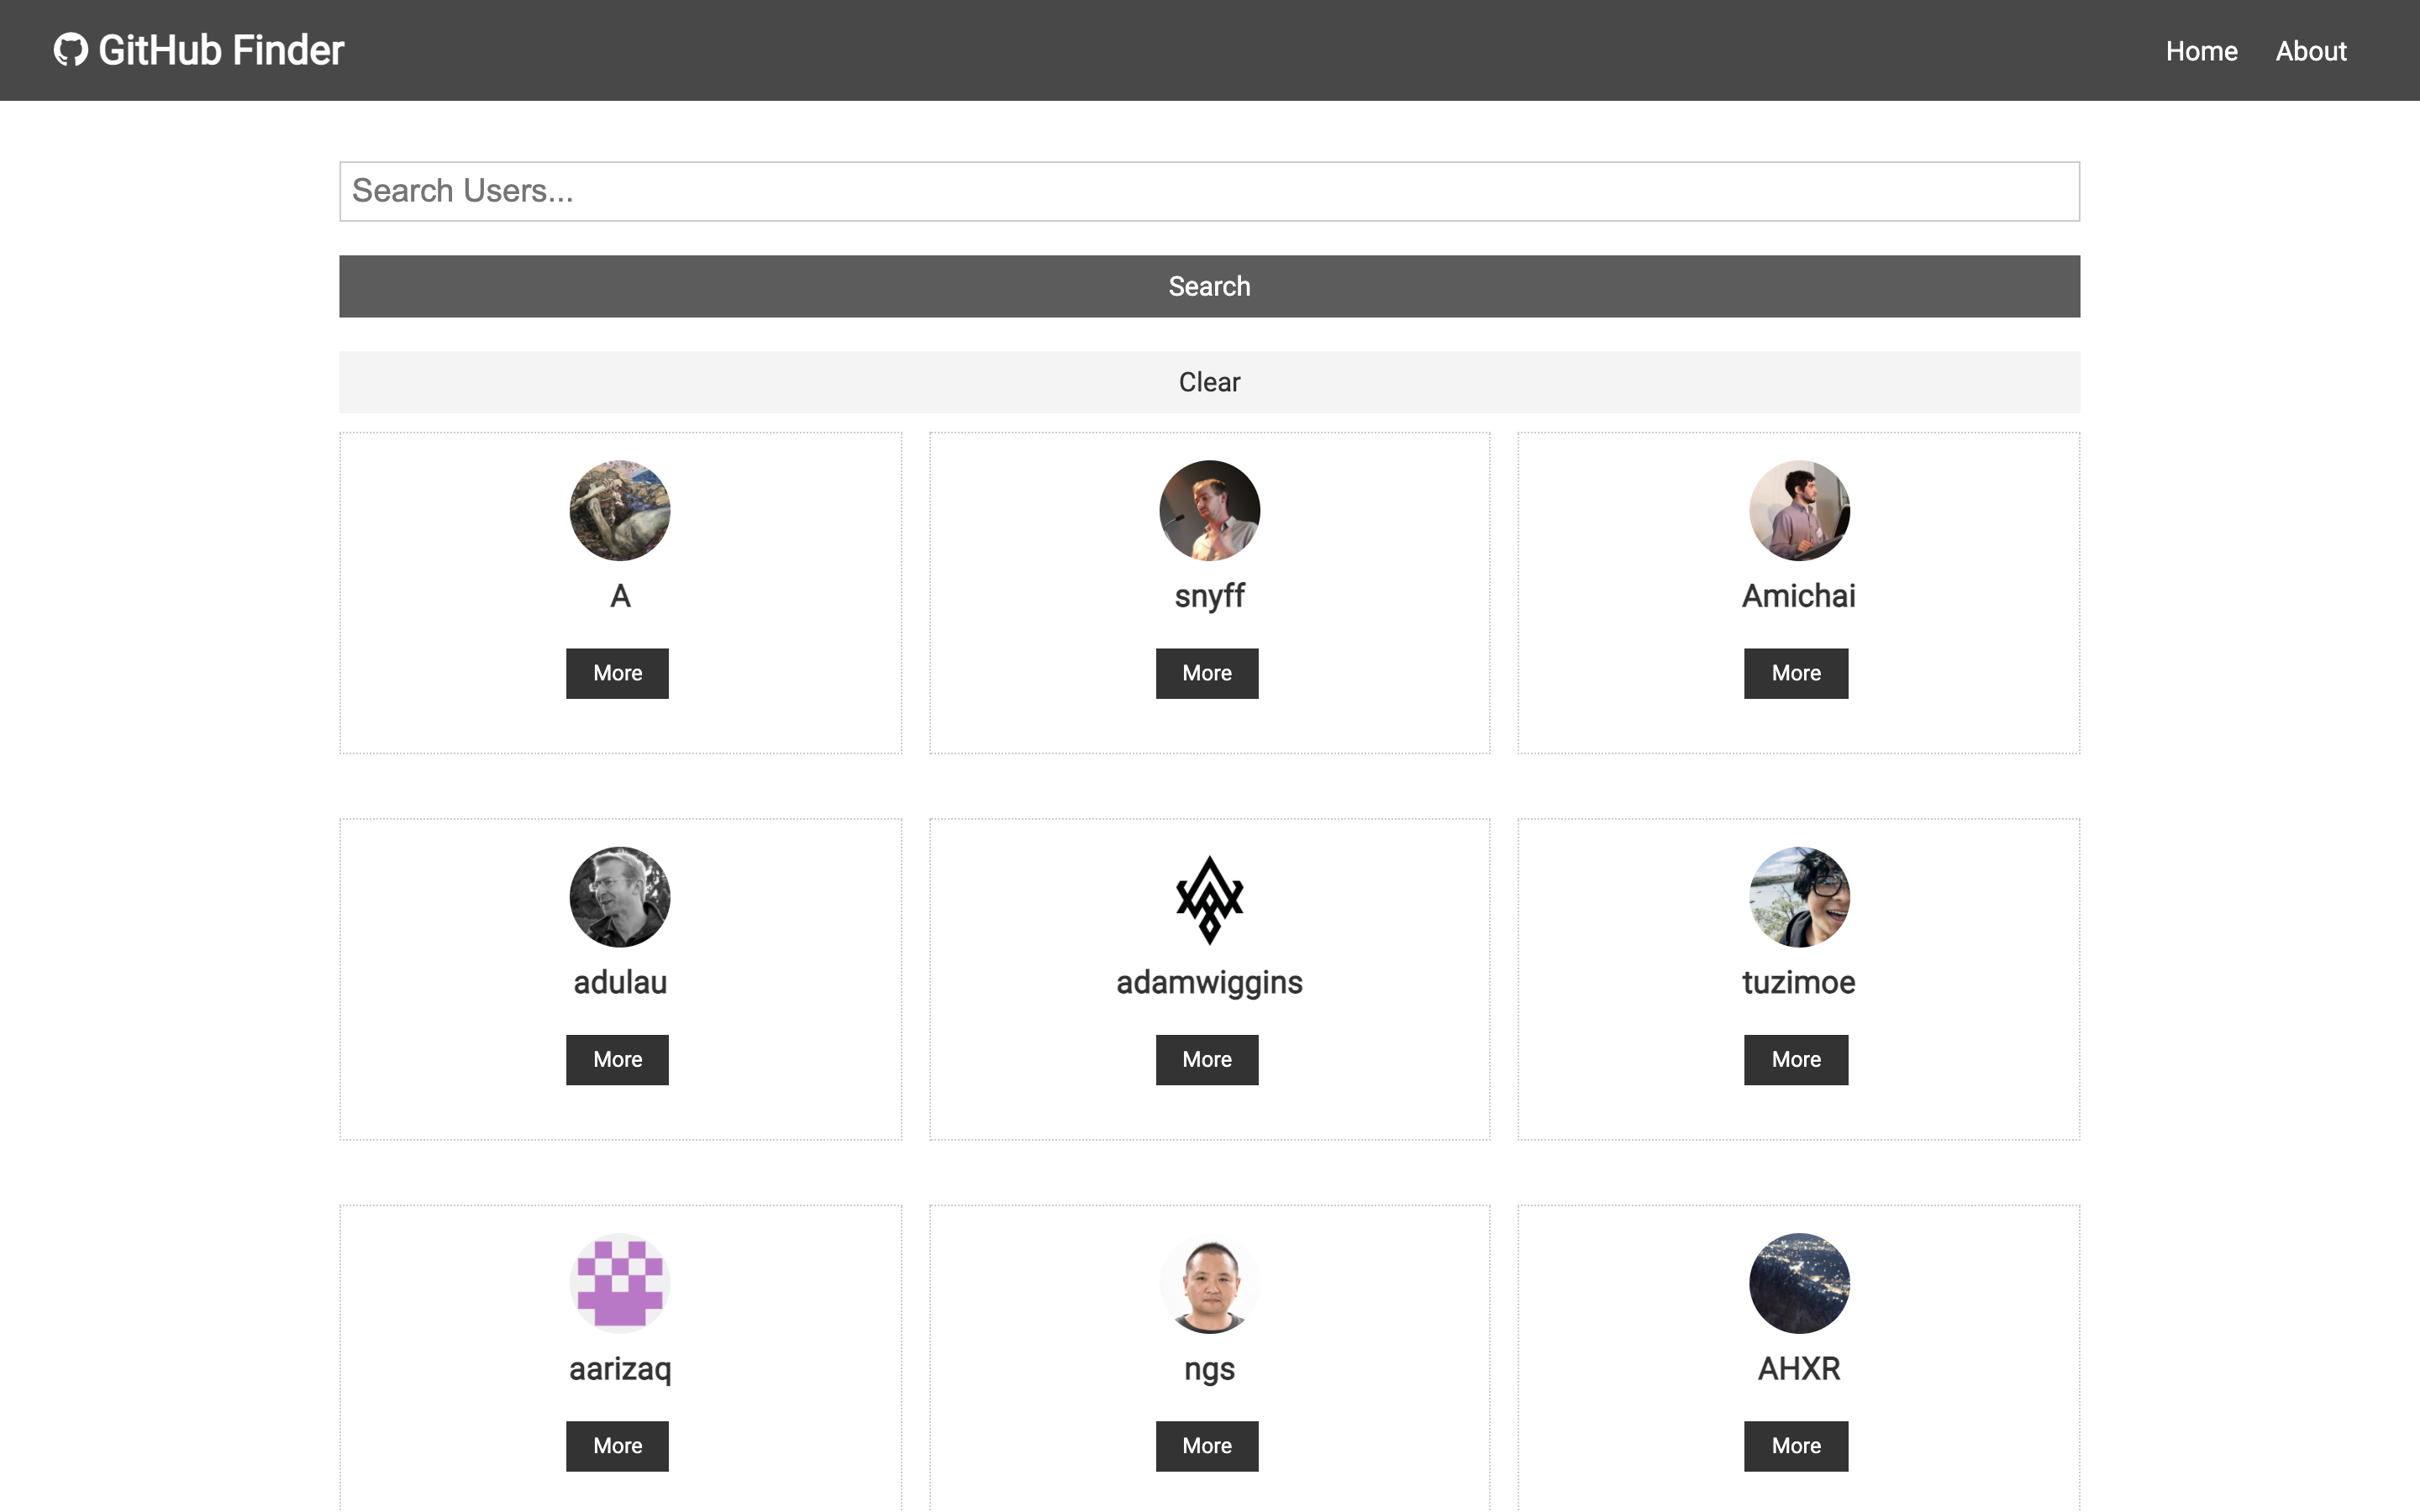 GitHub Finder
Home
About
Search Users...
Search
Clear
A
snyff
Amichai
More
More
More
adulau
adamwiggins
tuzimoe
More
More
More
aarizaq
ngs
AHXR
More
More
More